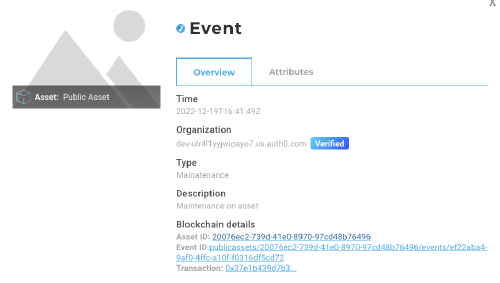 X
Event
Overview Attributes
Asset: Public Asset
Time
2022-12-19T16:41:49Z
Organization
dev-ulr4l1yyjwioayo7.us.auth0.com Verified
Type
Mainatenance
Description
Maintenance on asset
Blockchain details
Asset ID: 20076ec2-739d-41e0-8970-97cd48b76496
Event ID:publicassets/20076ec2-739d-41e0-8970-97cd48b76496/events/ef22aba4-
9af0-4ffc-a10f-f0316df5cd72
Transaction: 0x37e1b439d7b3...